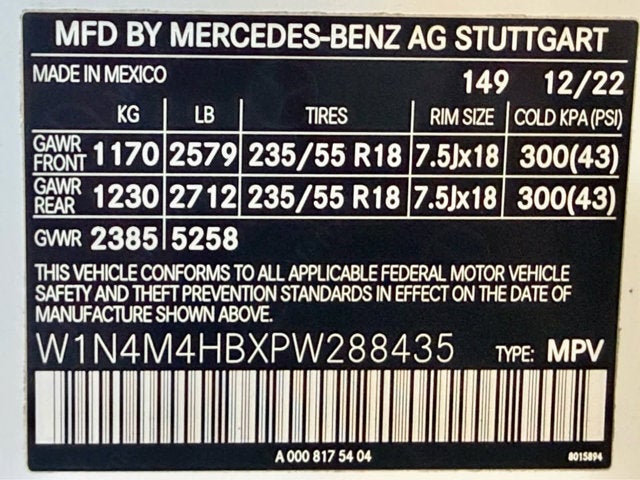 MFD BY MERCEDES-BENZ AG STUTTGART
MADE IN MEXICO 149 12/22
KG LB TIRES RIM SIZE COLD KPA (PSI)
GAWR FRONT 1170 2579 235/55 R18 7.5Jx18 300(43)
GAWR REAR 1230 2712 235/55 R18 7.5Jx18 300(43)
GVWR 2385 5258
THIS VEHICLE CONFORMS TO ALL APPLICABLE FEDERAL MOTOR VEHICLE
SAFETY AND THEFT PREVENTION STANDARDS IN EFFECT ON THE DATE OF
MANUFACTURE SHOWN ABOVE.
W1N4M4HBXPW288435 TYPE: MPV
A 000 817 54 04 8015894